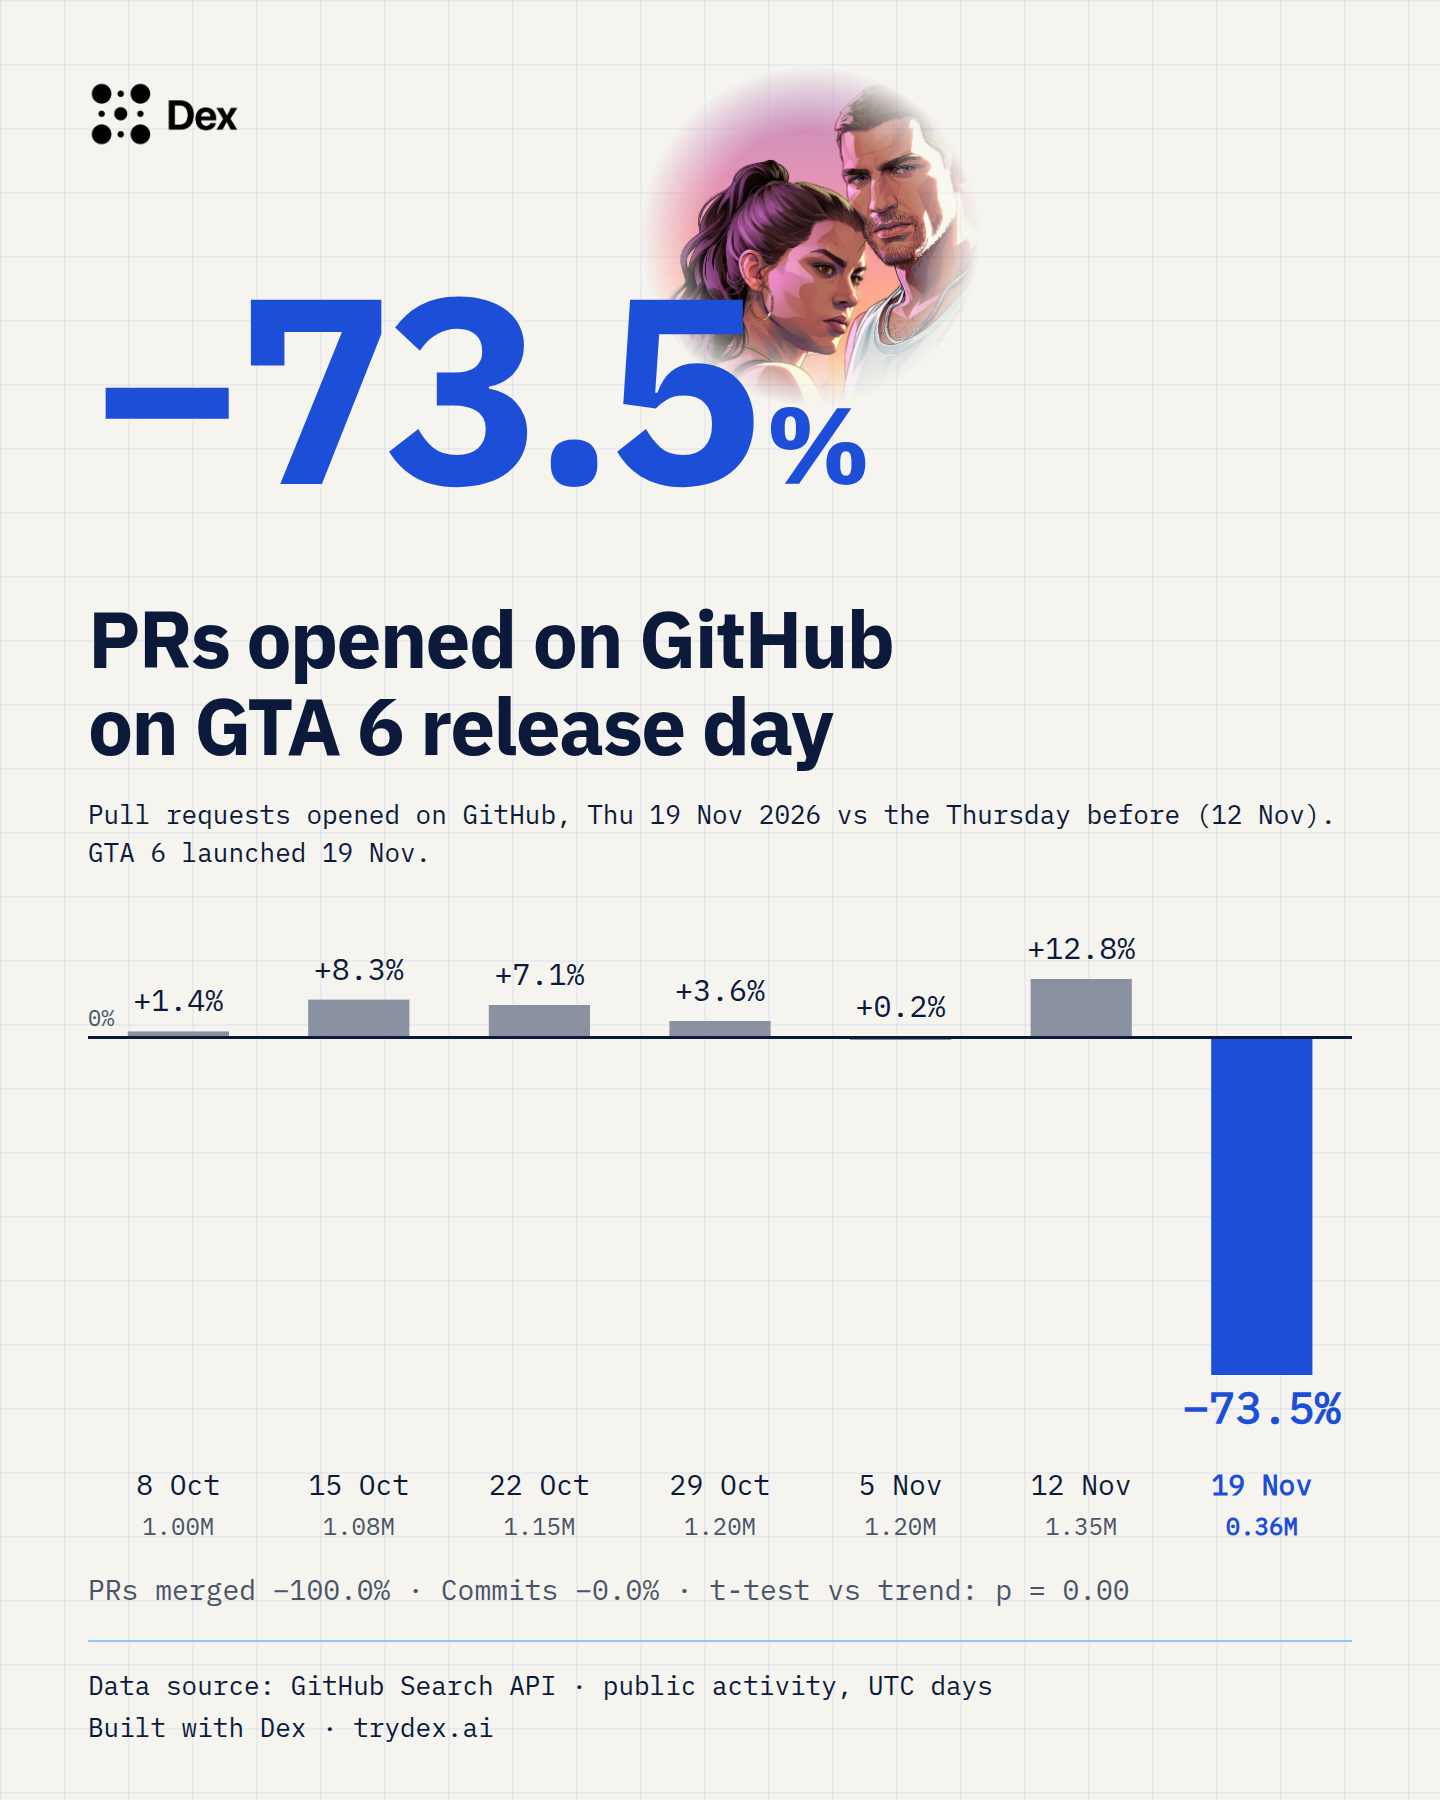 Dex
−73.5%
PRs opened on GitHub
on GTA 6 release day
Pull requests opened on GitHub, Thu 19 Nov 2026 vs the Thursday before (12 Nov).
GTA 6 launched 19 Nov.
0% +1.4% +8.3% +7.1% +3.6% +0.2% +12.8%
−73.5%
8 Oct 15 Oct 22 Oct 29 Oct 5 Nov 12 Nov 19 Nov
1.00M 1.08M 1.15M 1.20M 1.20M 1.35M 0.36M
PRs merged −100.0% · Commits −0.0% · t-test vs trend: p = 0.00
Data source: GitHub Search API · public activity, UTC days
Built with Dex · trydex.ai